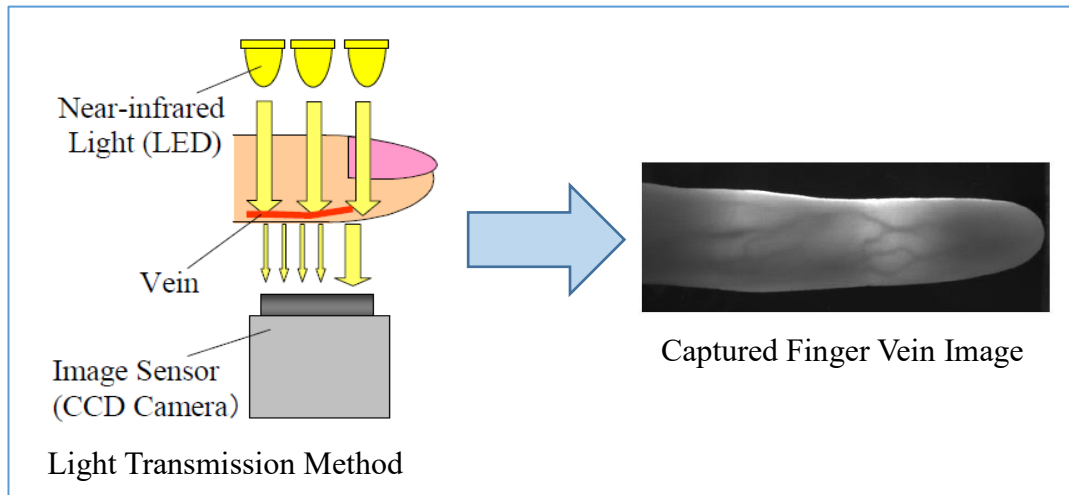 Near-infrared
Light (LED)
Vein
Image Sensor
(CCD Camera）
Light Transmission Method
Captured Finger Vein Image